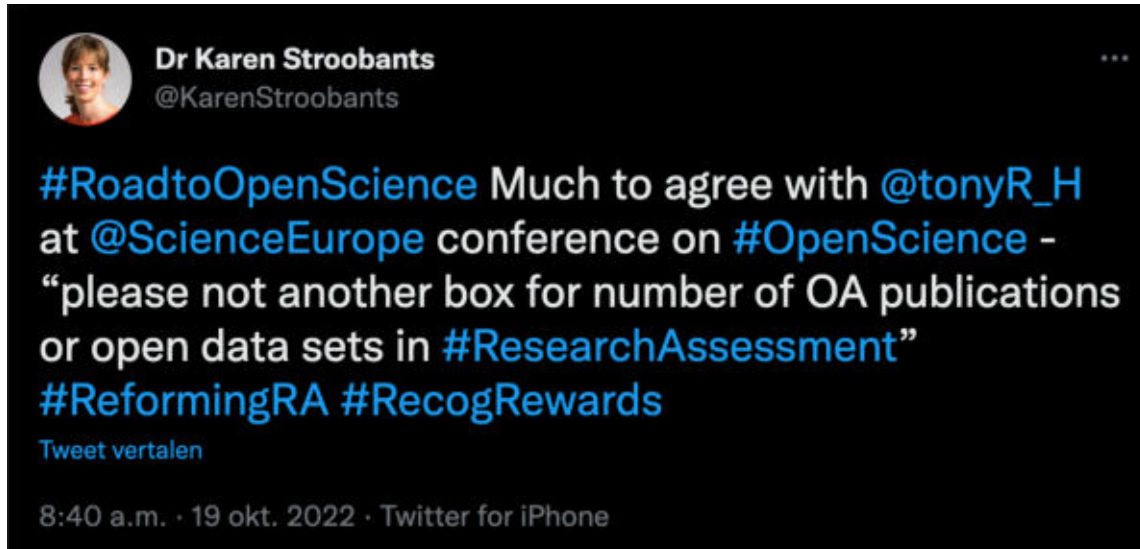 Dr Karen Stroobants
@KarenStroobants
#RoadtoOpenScience Much to agree with @tonyR_H
at @ScienceEurope conference on #OpenScience -
“please not another box for number of OA publications
or open data sets in #ResearchAssessment”
#ReformingRA #RecogRewards
Tweet vertalen
8:40 a.m. · 19 okt. 2022 · Twitter for iPhone